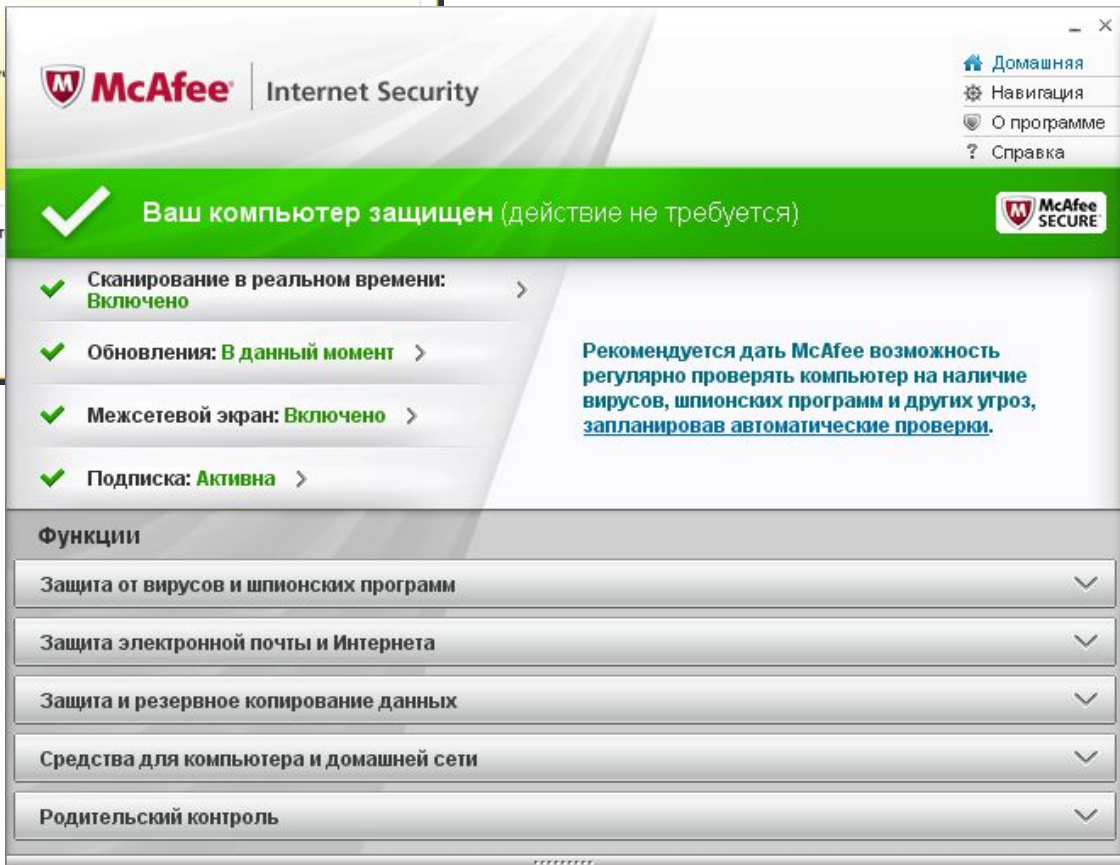 McAfee | Internet Security
Домашняя
Навигация
О программе
? Справка
Ваш компьютер защищен (действие не требуется)
McAfee
SECURE
Сканирование в реальном времени:
Включено
Обновления: В данный момент
Межсетевой экран: Включено
Подписка: Активна
Рекомендуется дать McAfee возможность
регулярно проверять компьютер на наличие
вирусов, шпионских программ и других угроз,
запланировав автоматические проверки.
Функции
Защита от вирусов и шпионских программ
Защита электронной почты и Интернета
Защита и резервное копирование данных
Средства для компьютера и домашней сети
Родительский контроль